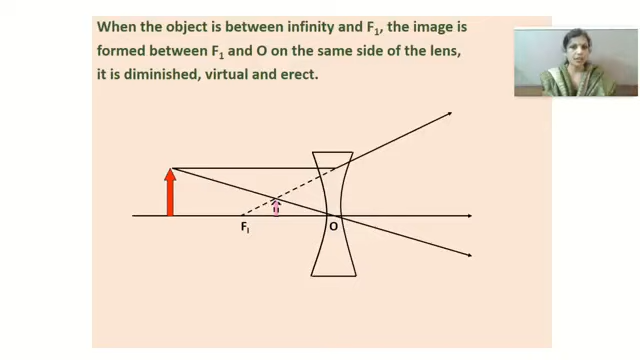 When the object is between infinity and F₁, the image is
formed between F₁ and O on the same side of the lens,
it is diminished, virtual and erect.
F₁ O